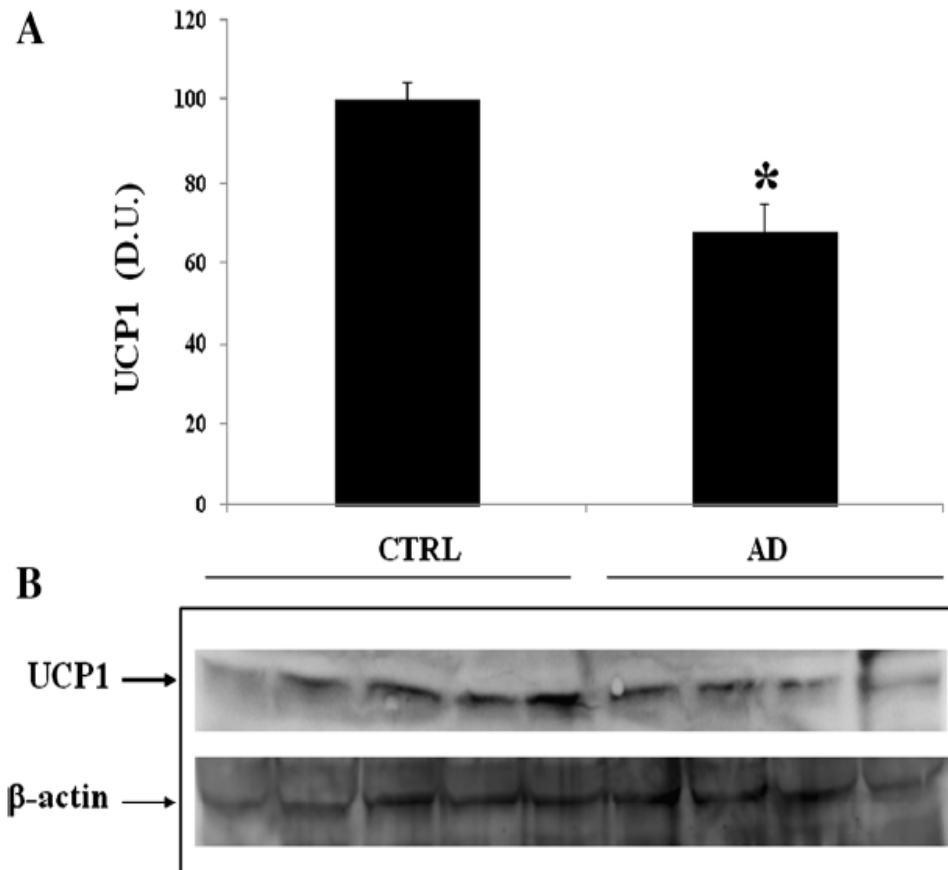 A
120
100
80
60
40
20
0
UCP1 (D.U.)
*
CTRL AD
B
UCP1
β-actin